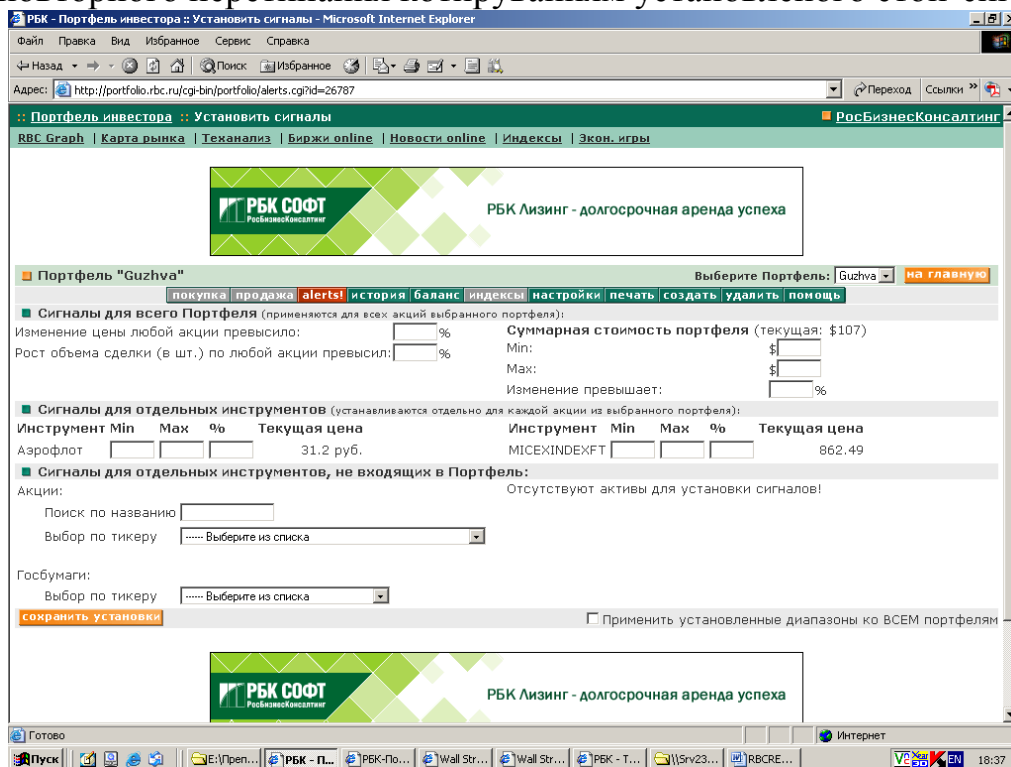 повторного пересипания котируваниям установленого стоп-сиг
РБК - Портфель инвестора :: Установить сигналы - Microsoft Internet Explorer
Файл Правка Вид Избранное Сервис Справка
Назад Поиск Избранное
Адрес: http://portfolio.rbc.ru/cgi-bin/portfolio/alerts.cgi?id=26787 Переход Ссылки »
:: Портфель инвестора :: Установить сигналы РосБизнесКонсалтинг
RBC Graph | Карта рынка | Теханализ | Биржи online | Новости online | Индексы | Экон. игры
РБК СОФТ
РосБизнесКонсалтинг
РБК Лизинг - долгосрочная аренда успеха
Портфель "Guzhva" Выберите Портфель: Guzhva на главную
покупка продажа alerts! история баланс индексы настройки печать создать удалить помощь
Сигналы для всего Портфеля (применяются для всех акций выбранного портфеля):
Изменение цены любой акции превысило: % Суммарная стоимость портфеля (текущая: $107)
Рост объема сделки (в шт.) по любой акции превысил: % Min: $
Max: $
Изменение превышает: %
Сигналы для отдельных инструментов (устанавливаются отдельно для каждой акции из выбранного портфеля):
Инструмент Min Max % Текущая цена Инструмент Min Max % Текущая цена
Аэрофлот 31.2 руб. MICEXINDEXFT 862.49
Сигналы для отдельных инструментов, не входящих в Портфель:
Акции: Отсутствуют активы для установки сигналов!
Поиск по названию
Выбор по тикеру ------ Выберите из списка
Госбумаги:
Выбор по тикеру ------ Выберите из списка
сохранить установки Применить установленные диапазоны ко ВСЕМ портфелям
РБК СОФТ
РосБизнесКонсалтинг
РБК Лизинг - долгосрочная аренда успеха
Готово Интернет
Пуск E:\Преп... РБК - П... РБК-По... Wall Str... Wall Str... РБК - Т... \\Srv23... RBCRE... EN 18:37